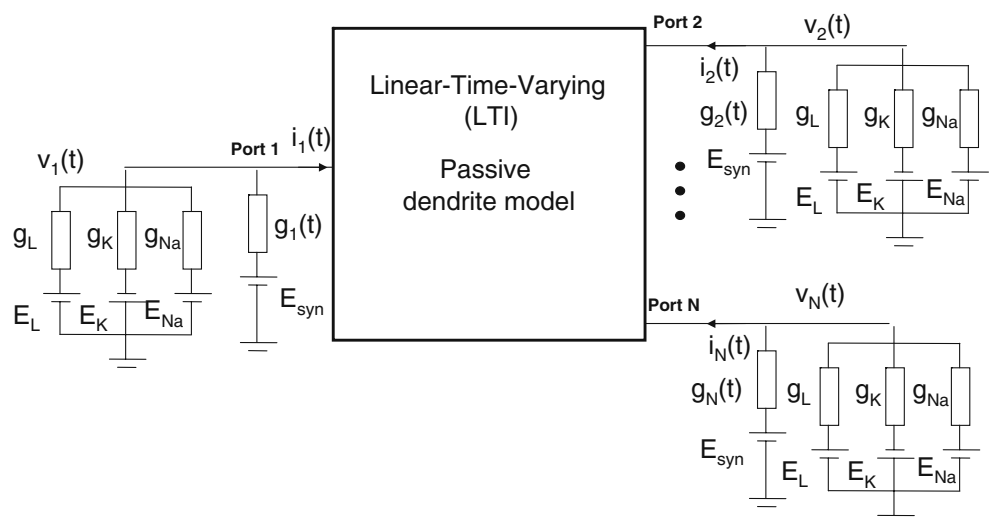 Linear-Time-Varying
(LTI)
Passive
dendrite model
Port 1
i1(t)
v1(t)
gL
gK
gNa
g1(t)
EL
EK
ENa
Esyn
Port 2
v2(t)
i2(t)
g2(t)
gL
gK
gNa
Esyn
EL
EK
ENa
Port N
vN(t)
iN(t)
gN(t)
gL
gK
gNa
Esyn
EL
EK
ENa